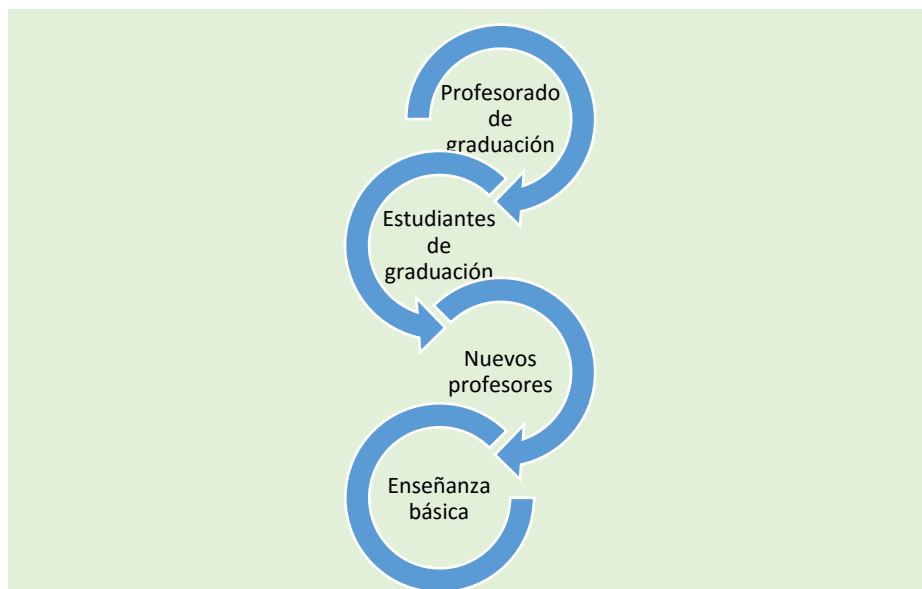 Profesorado
de
graduación
Estudiantes
de
graduación
Nuevos
profesores
Enseñanza
básica